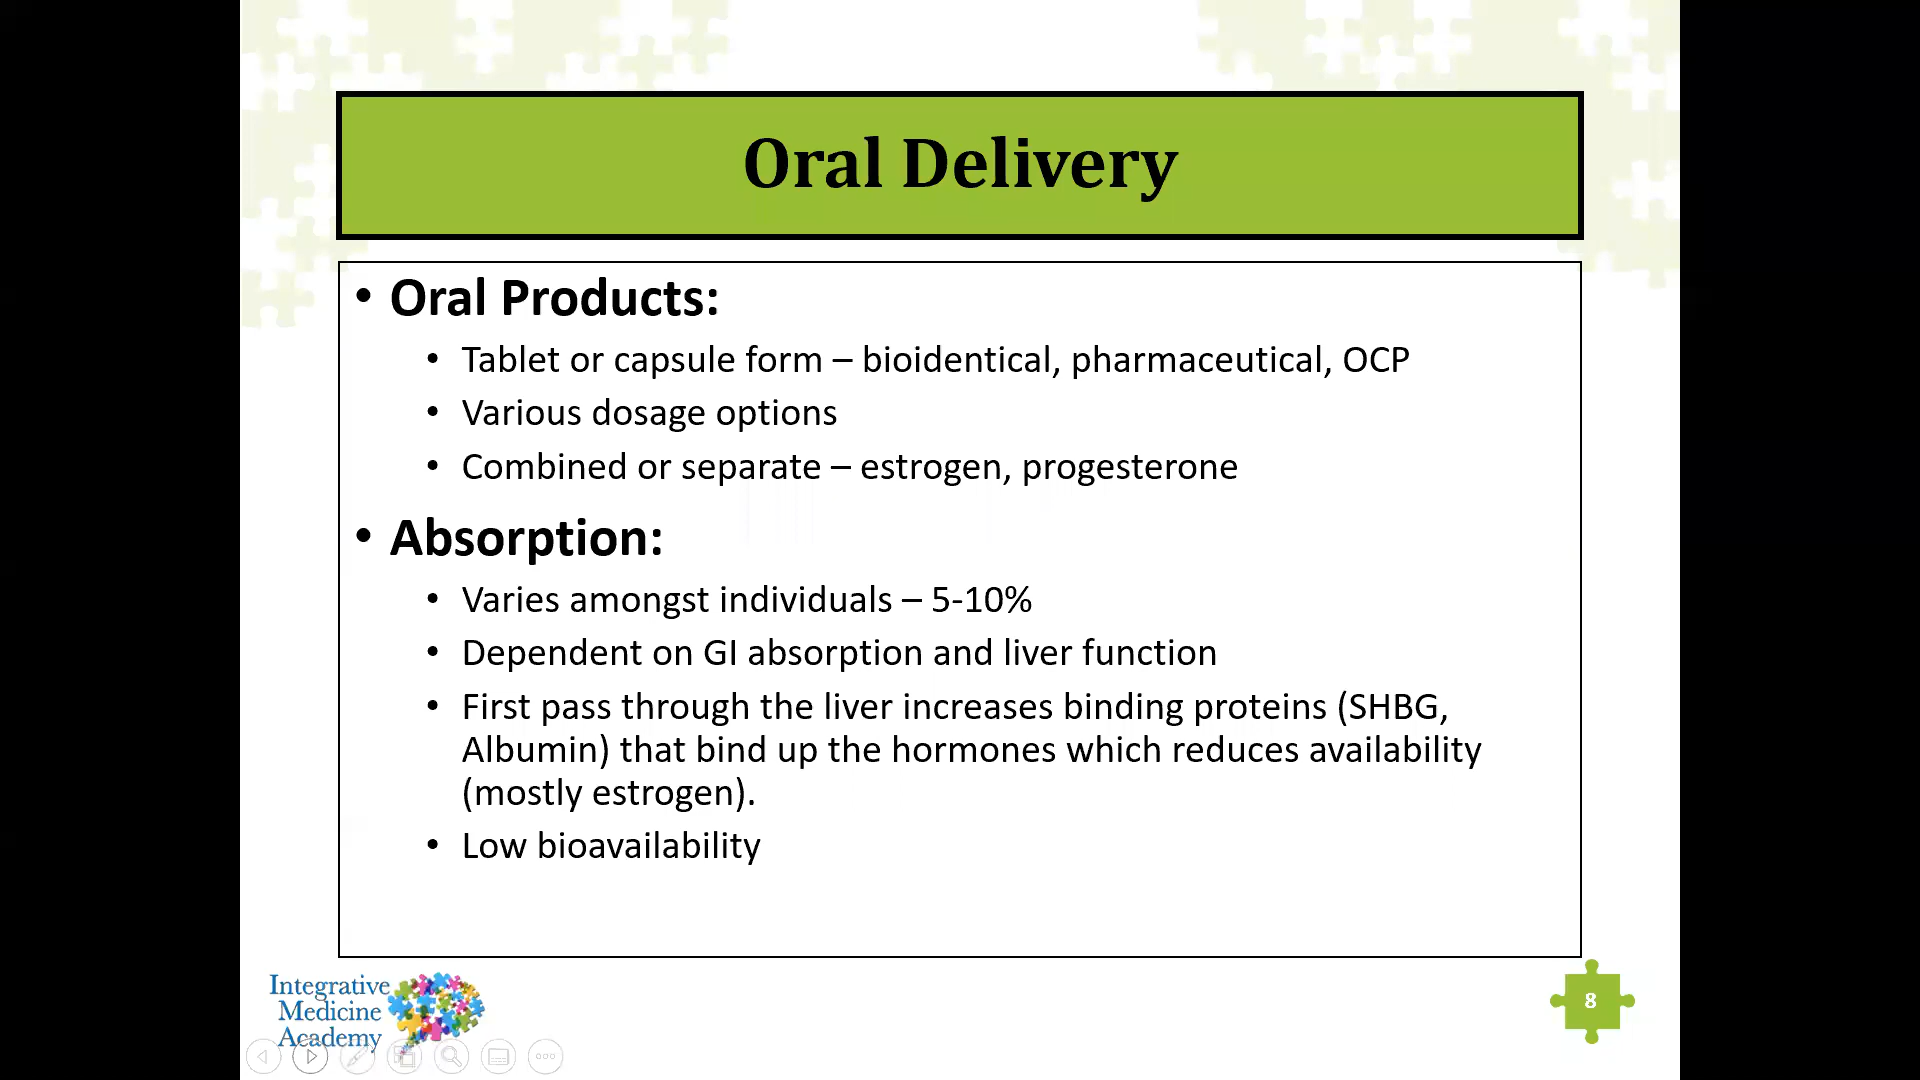 Oral Delivery
• Oral Products:
• Tablet or capsule form – bioidentical, pharmaceutical, OCP
• Various dosage options
• Combined or separate – estrogen, progesterone
• Absorption:
• Varies amongst individuals – 5-10%
• Dependent on GI absorption and liver function
• First pass through the liver increases binding proteins (SHBG,
Albumin) that bind up the hormones which reduces availability
(mostly estrogen).
• Low bioavailability
Integrative
Medicine
Academy
8